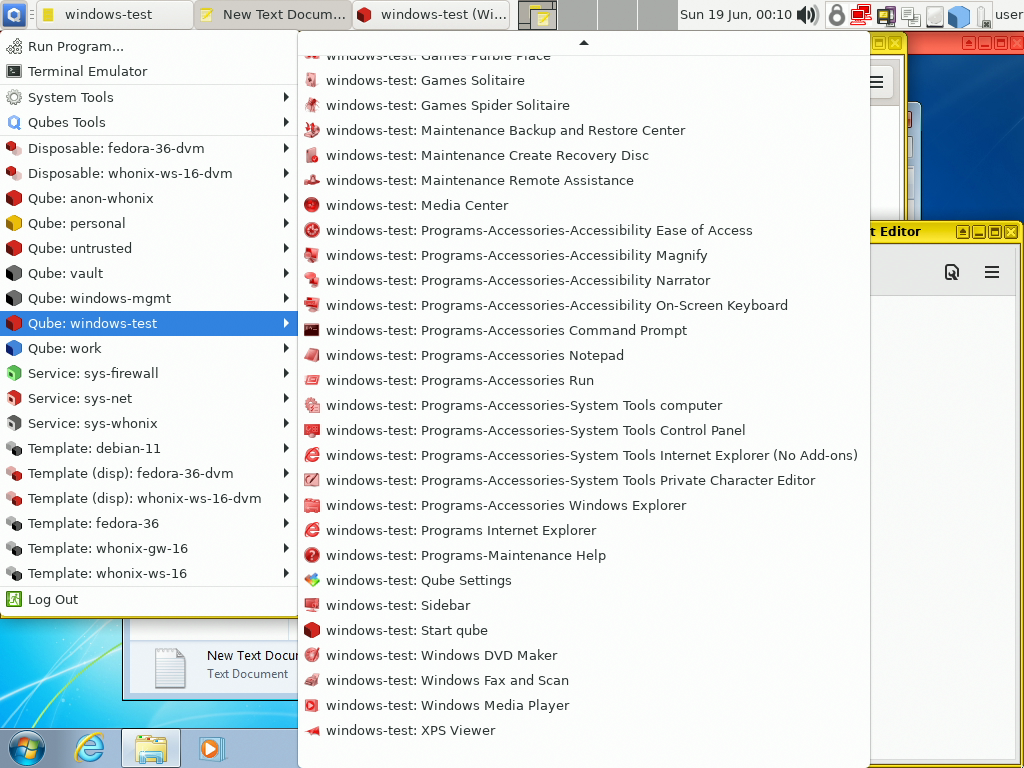 windows-test
New Text Docum...
windows-test (Wi...
Sun 19 Jun, 00:10
user
Run Program...
Terminal Emulator
System Tools
Qubes Tools
Disposable: fedora-36-dvm
Disposable: whonix-ws-16-dvm
Qube: anon-whonix
Qube: personal
Qube: untrusted
Qube: vault
Qube: windows-mgmt
Qube: windows-test
Qube: work
Service: sys-firewall
Service: sys-net
Service: sys-whonix
Template: debian-11
Template (disp): fedora-36-dvm
Template (disp): whonix-ws-16-dvm
Template: fedora-36
Template: whonix-gw-16
Template: whonix-ws-16
Log Out
windows-test: Games Purple Place
windows-test: Games Solitaire
windows-test: Games Spider Solitaire
windows-test: Maintenance Backup and Restore Center
windows-test: Maintenance Create Recovery Disc
windows-test: Maintenance Remote Assistance
windows-test: Media Center
windows-test: Programs-Accessories-Accessibility Ease of Access
windows-test: Programs-Accessories-Accessibility Magnify
windows-test: Programs-Accessories-Accessibility Narrator
windows-test: Programs-Accessories-Accessibility On-Screen Keyboard
windows-test: Programs-Accessories Command Prompt
windows-test: Programs-Accessories Notepad
windows-test: Programs-Accessories Run
windows-test: Programs-Accessories-System Tools computer
windows-test: Programs-Accessories-System Tools Control Panel
windows-test: Programs-Accessories-System Tools Internet Explorer (No Add-ons)
windows-test: Programs-Accessories-System Tools Private Character Editor
windows-test: Programs-Accessories Windows Explorer
windows-test: Programs Internet Explorer
windows-test: Programs-Maintenance Help
windows-test: Qube Settings
windows-test: Sidebar
windows-test: Start qube
windows-test: Windows DVD Maker
windows-test: Windows Fax and Scan
windows-test: Windows Media Player
windows-test: XPS Viewer
t Editor
New Text Docu
Text Document